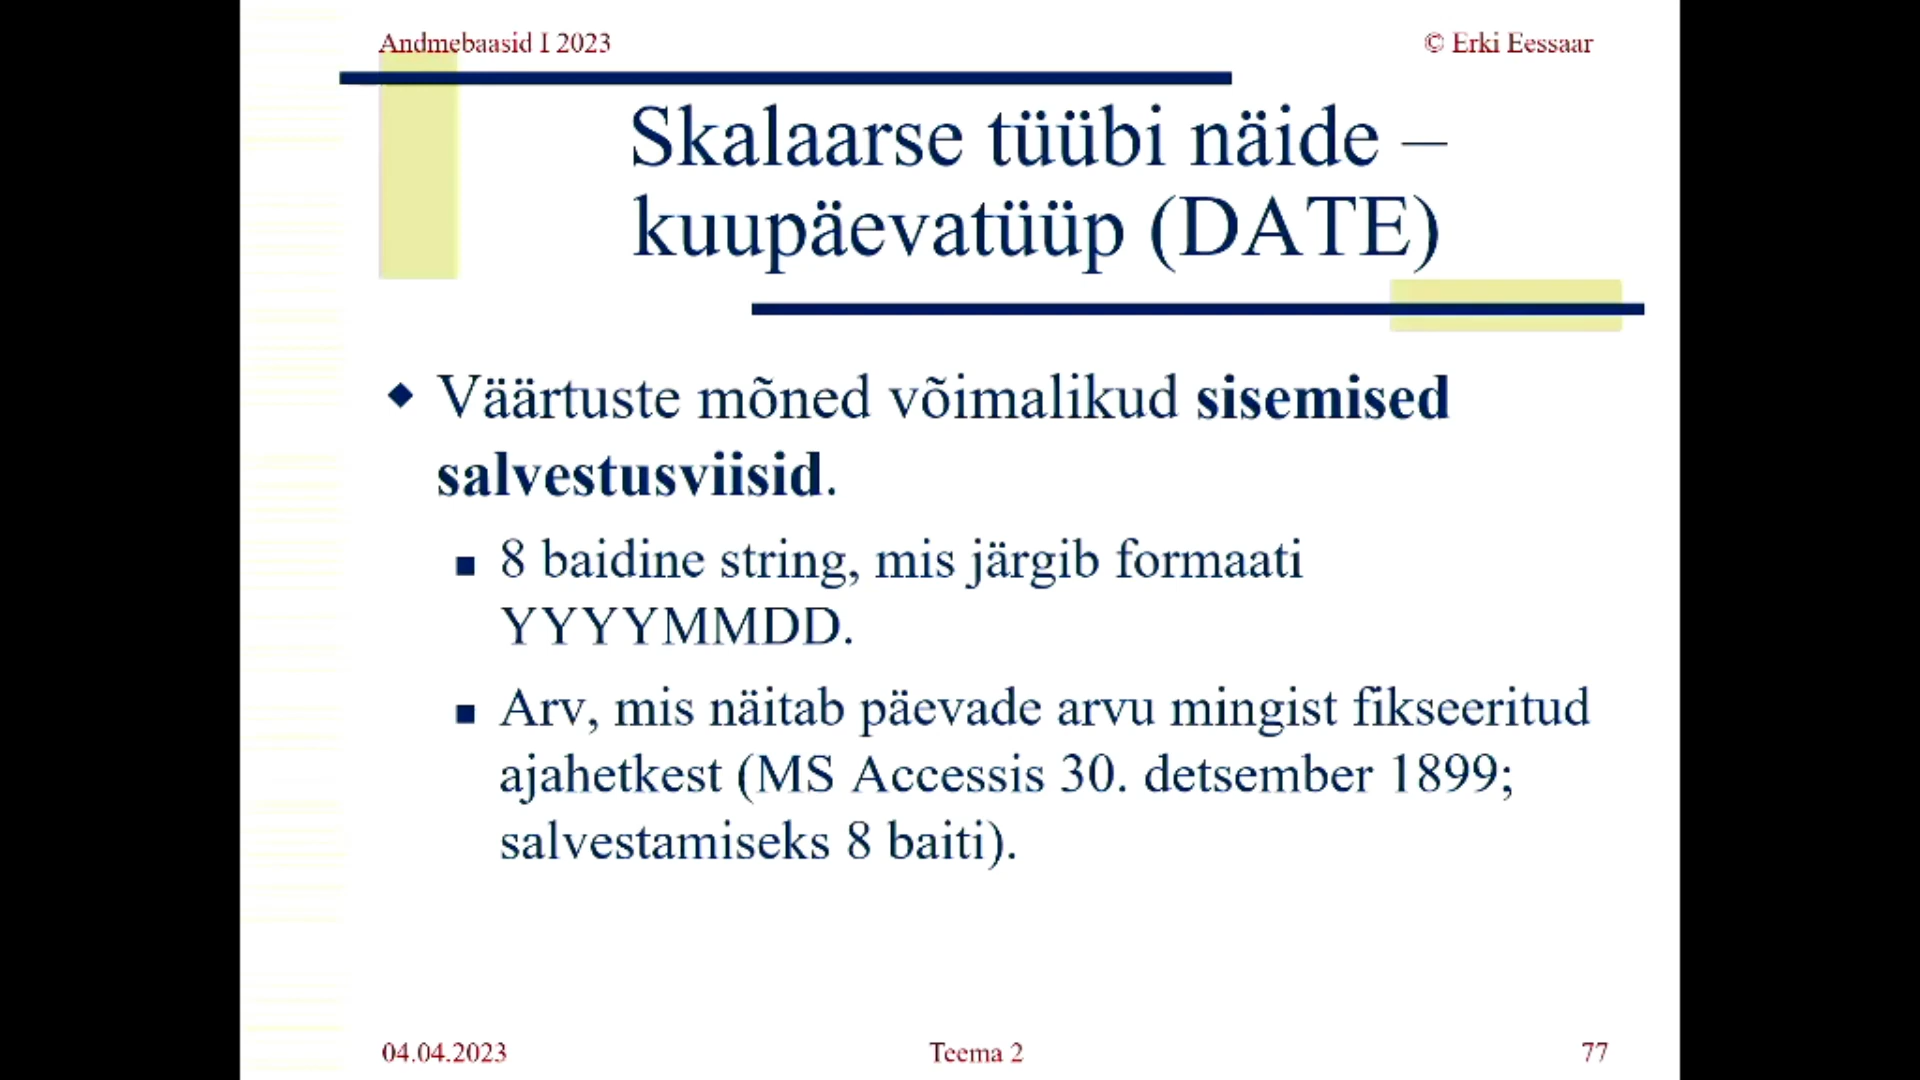 Andmebaasid I 2023
© Erki Eessaar
Skalaarse tüübi näide –
kuupäevatüüp (DATE)
Väärtuste mõned võimalikud sisemised
salvestusviisid.
8 baidine string, mis järgib formaati
YYYYMMDD.
Arv, mis näitab päevade arvu mingist fikseeritud
ajahetkest (MS Accessis 30. detsember 1899;
salvestamiseks 8 baiti).
04.04.2023
Teema 2
77